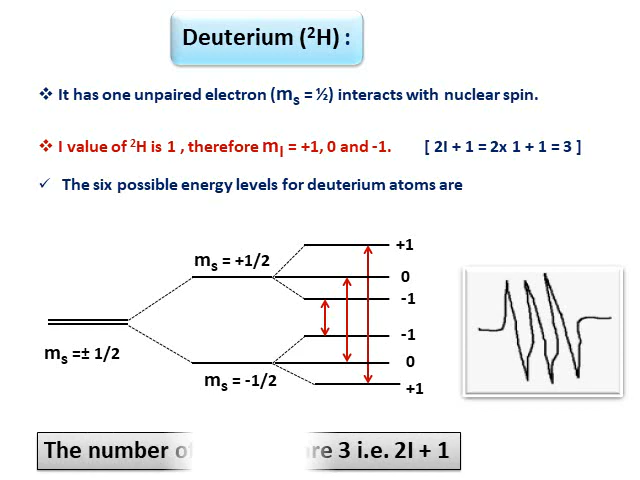 Deuterium (²H) :
❖ It has one unpaired electron (mₛ = ½) interacts with nuclear spin.
❖ I value of ²H is 1 , therefore mI = +1, 0 and -1. [ 2I + 1 = 2x 1 + 1 = 3 ]
✓ The six possible energy levels for deuterium atoms are
+1
mₛ = +1/2
0
-1
-1
mₛ =± 1/2
0
mₛ = -1/2
+1
The number of 3 i.e. 2I + 1